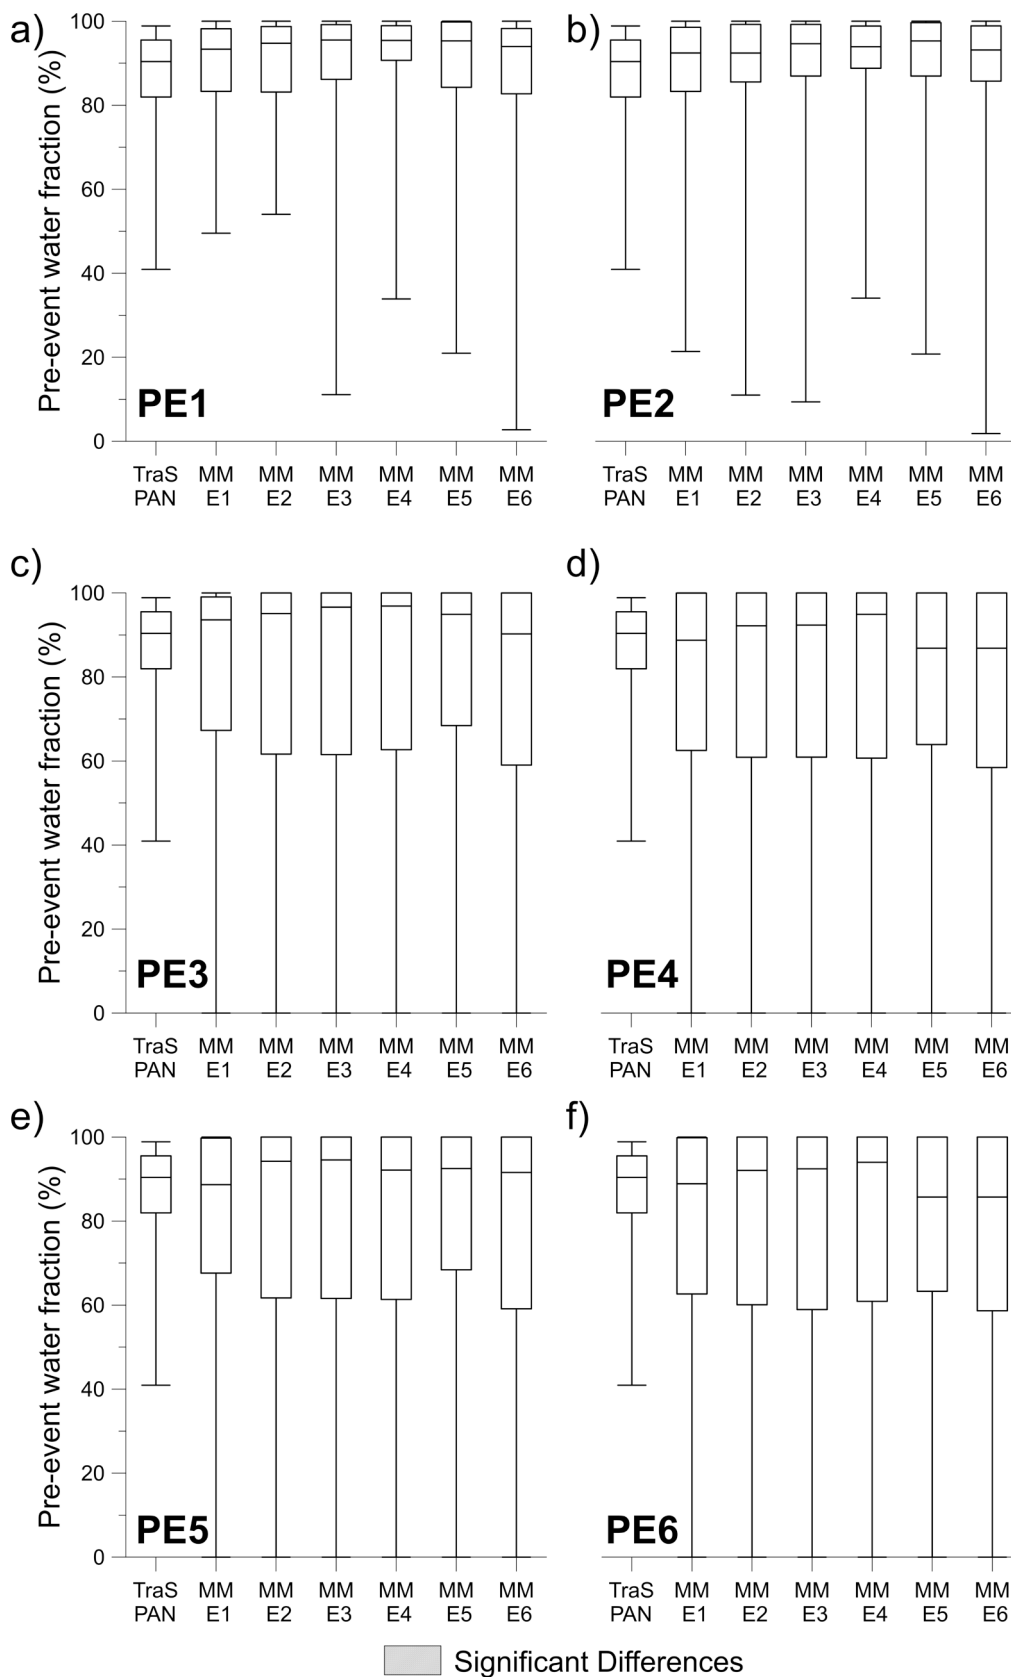 a)
b)
Pre-event water fraction (%)
100
80
60
40
20
0
PE1
PE2
TraS PAN
MM E1
MM E2
MM E3
MM E4
MM E5
MM E6
TraS PAN
MM E1
MM E2
MM E3
MM E4
MM E5
MM E6
c)
d)
Pre-event water fraction (%)
100
80
60
40
20
0
PE3
PE4
TraS PAN
MM E1
MM E2
MM E3
MM E4
MM E5
MM E6
TraS PAN
MM E1
MM E2
MM E3
MM E4
MM E5
MM E6
e)
f)
Pre-event water fraction (%)
100
80
60
40
20
0
PE5
PE6
TraS PAN
MM E1
MM E2
MM E3
MM E4
MM E5
MM E6
TraS PAN
MM E1
MM E2
MM E3
MM E4
MM E5
MM E6
Significant Differences